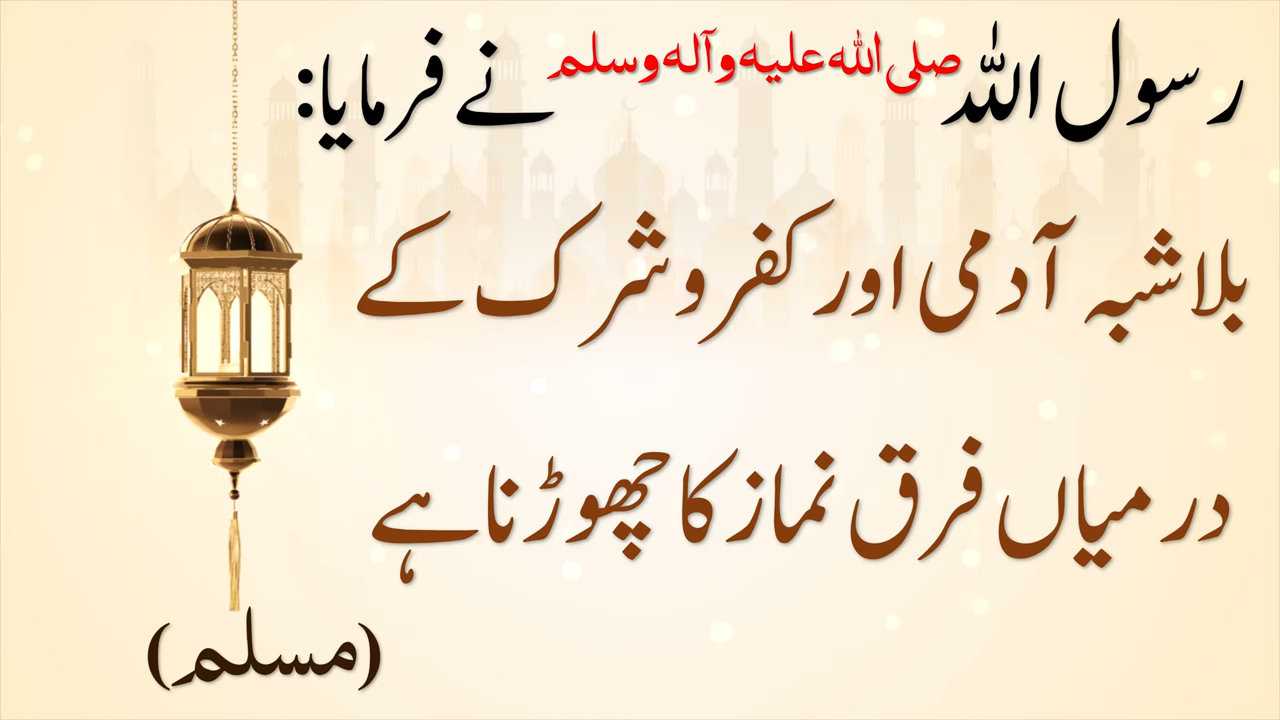 رسول اللہ صلی اللہ علیہ وآلہ وسلم نے فرمایا:
بلاشبہ آدمی اور کفر و شرک کے
درمیاں فرق نماز کا چھوڑنا ہے
(مسلم)